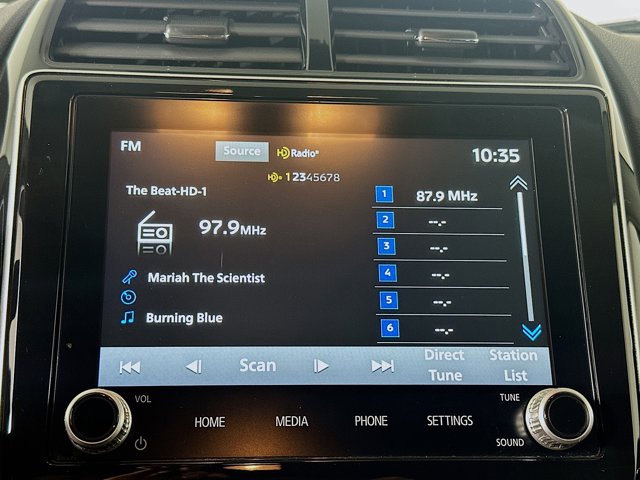 FM Source HD Radio® 10:35
HD 12345678
The Beat-HD-1
97.9 MHz
Mariah The Scientist
Burning Blue
1 87.9 MHz
2 --.-
3 --.-
4 --.-
5 --.-
6 --.-
Scan Direct Tune Station List
VOL HOME MEDIA PHONE SETTINGS TUNE
SOUND